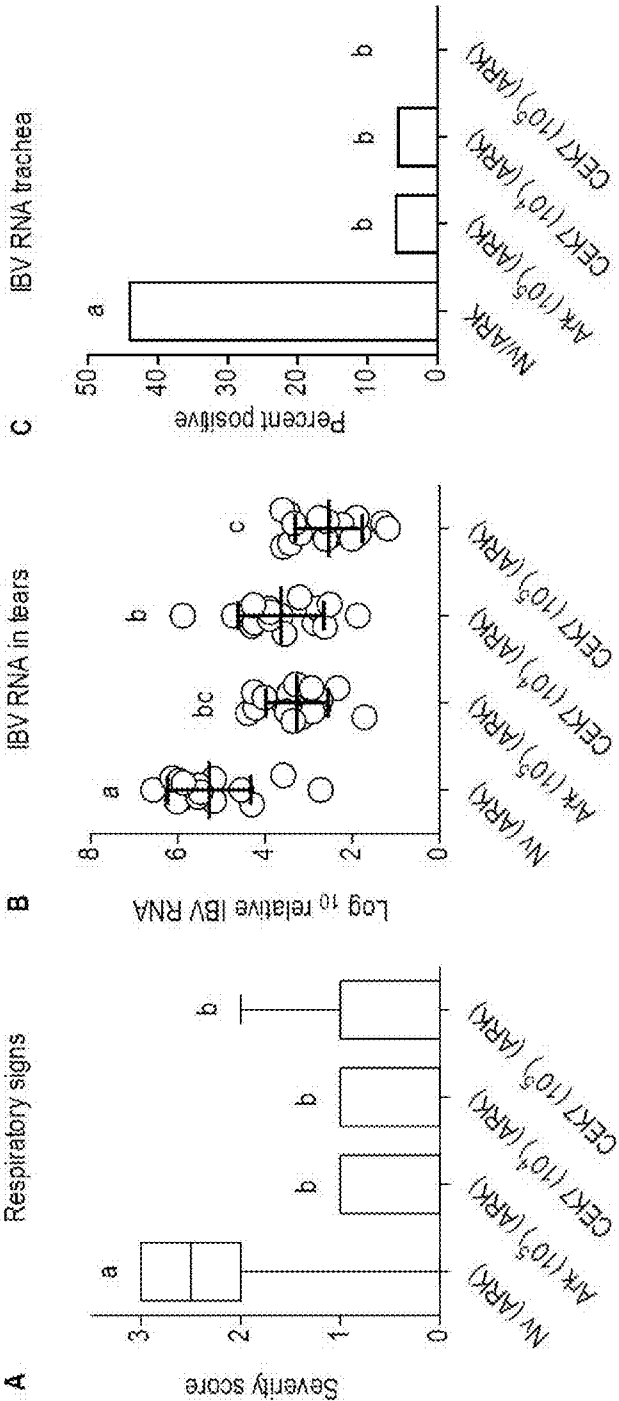 A
Respiratory signs
Severity score
3
2
1
0
a
b
b
b
Nv (ARK)
Ark (10⁵) (ARK)
CEK7 (10⁴) (ARK)
CEK7 (10⁵) (ARK)
B
IBV RNA in tears
Log ₁₀ relative IBV RNA
8
6
4
2
0
a
bc
b
c
Nv (ARK)
Ark (10⁵) (ARK)
CEK7 (10⁴) (ARK)
CEK7 (10⁵) (ARK)
C
IBV RNA trachea
Percent positive
50
40
30
20
10
0
a
b
b
b
Nv/ARK
Ark (10⁵) (ARK)
CEK7 (10⁴) (ARK)
CEK7 (10⁵) (ARK)